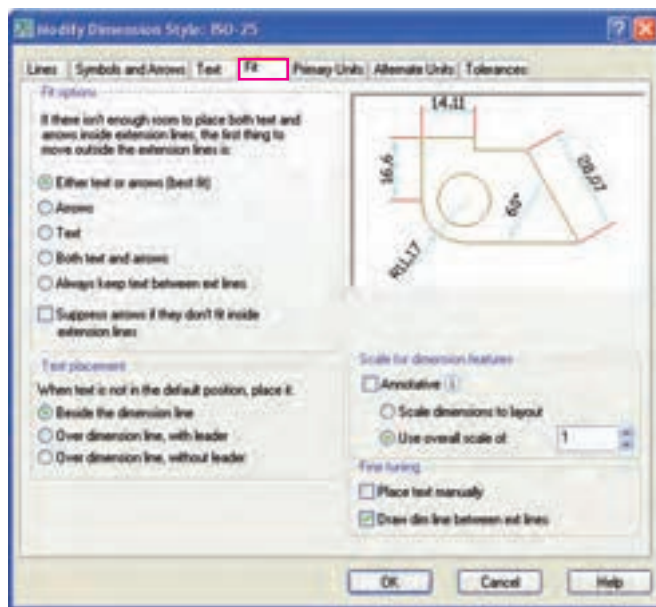 Modify Dimension Style: ISO-25
Lines Symbols and Arrows Text Fit Primary Units Alternate Units Tolerances
Fit options
If there isn't enough room to place both text and
arrows inside extension lines, the first thing to
move outside the extension lines is:
Either text or arrows (best fit)
Arrows
Text
Both text and arrows
Always keep text between ext lines
Suppress arrows if they don't fit inside
extension lines
14,11
16,6
28,07
60°
R11,17
Text placement
When text is not in the default position, place it:
Beside the dimension line
Over dimension line, with leader
Over dimension line, without leader
Scale for dimension features
Annotative
Scale dimensions to layout
Use overall scale of: 1
Fine tuning
Place text manually
Draw dim line between ext lines
OK Cancel Help